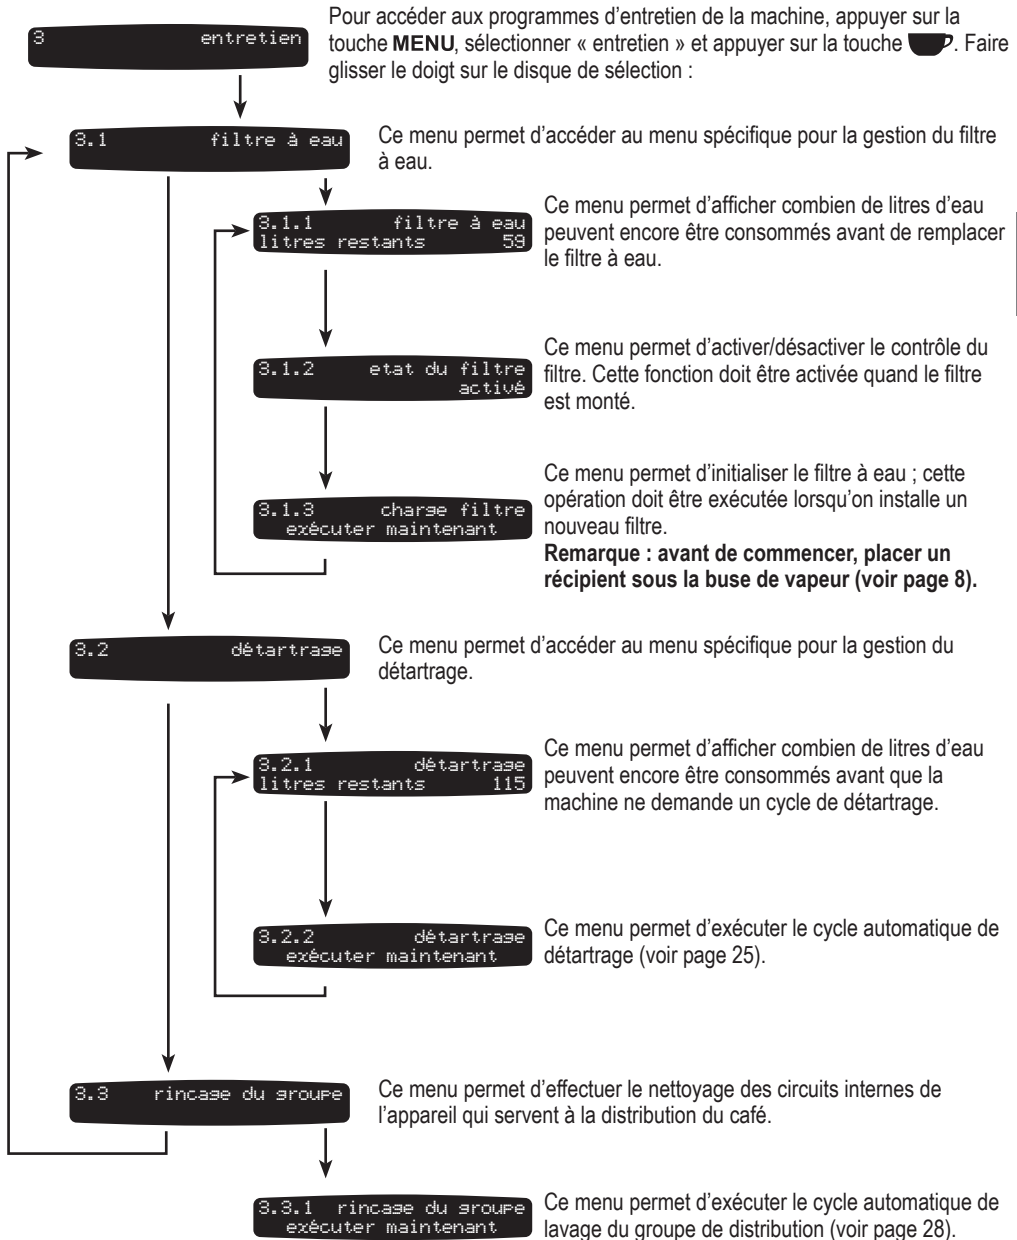 3 entretien
Pour accéder aux programmes d’entretien de la machine, appuyer sur la
touche MENU, sélectionner « entretien » et appuyer sur la touche . Faire
glisser le doigt sur le disque de sélection :
3.1 filtre à eau
Ce menu permet d’accéder au menu spécifique pour la gestion du filtre
à eau.
3.1.1 filtre à eau
litres restants 59
Ce menu permet d’afficher combien de litres d’eau
peuvent encore être consommés avant de remplacer
le filtre à eau.
3.1.2 etat du filtre
activé
Ce menu permet d’activer/désactiver le contrôle du
filtre. Cette fonction doit être activée quand le filtre
est monté.
3.1.3 charge filtre
exécuter maintenant
Ce menu permet d’initialiser le filtre à eau ; cette
opération doit être exécutée lorsqu’on installe un
nouveau filtre.
Remarque : avant de commencer, placer un
récipient sous la buse de vapeur (voir page 8).
3.2 détartrage
Ce menu permet d’accéder au menu spécifique pour la gestion du
détartrage.
3.2.1 détartrage
litres restants 115
Ce menu permet d’afficher combien de litres d’eau
peuvent encore être consommés avant que la
machine ne demande un cycle de détartrage.
3.2.2 détartrage
exécuter maintenant
Ce menu permet d’exécuter le cycle automatique de
détartrage (voir page 25).
3.3 rincage du groupe
Ce menu permet d’effectuer le nettoyage des circuits internes de
l’appareil qui servent à la distribution du café.
3.3.1 rincage du groupe
exécuter maintenant
Ce menu permet d’exécuter le cycle automatique de
lavage du groupe de distribution (voir page 28).